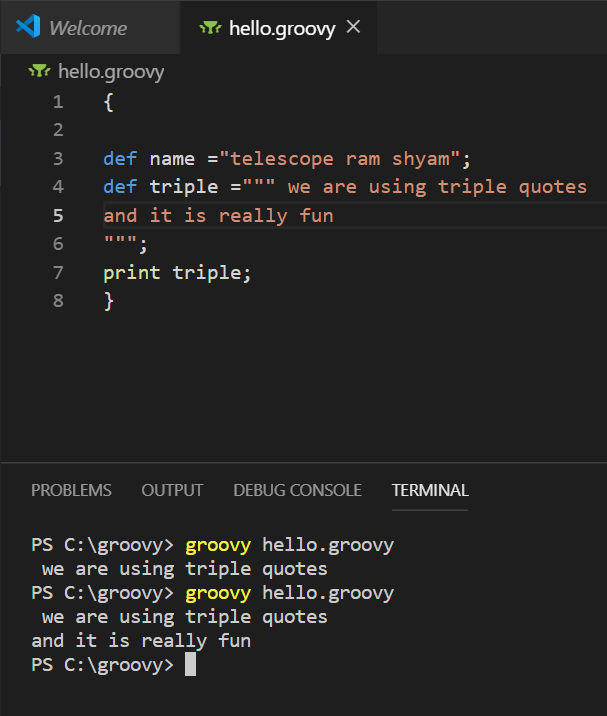 Welcome hello.groovy
hello.groovy
1 {
2
3 def name ="telescope ram shyam";
4 def triple =""" we are using triple quotes
5 and it is really fun
6 """;
7 print triple;
8 }
PROBLEMS OUTPUT DEBUG CONSOLE TERMINAL
PS C:\groovy> groovy hello.groovy
 we are using triple quotes
PS C:\groovy> groovy hello.groovy
 we are using triple quotes
and it is really fun
PS C:\groovy>